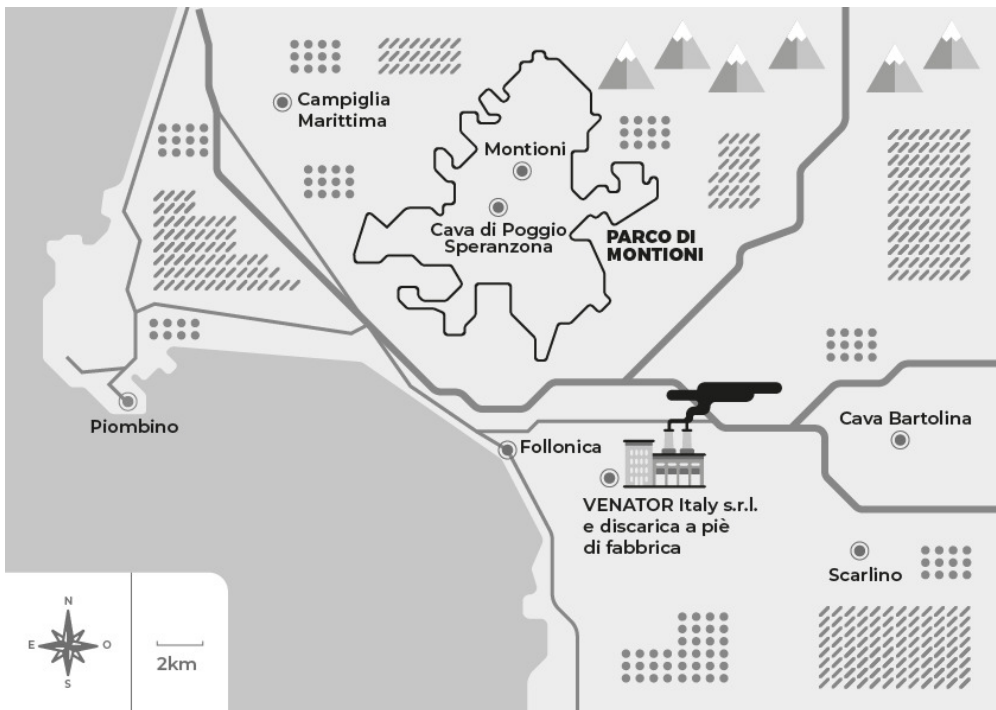 Campiglia
Marittima
Montioni
Cava di Poggio
Speranzona
PARCO DI
MONTIONI
Piombino
Follonica
Cava Bartolina
VENATOR Italy s.r.l.
e discarica a piè
di fabbrica
Scarlino
N
E O
S
2km